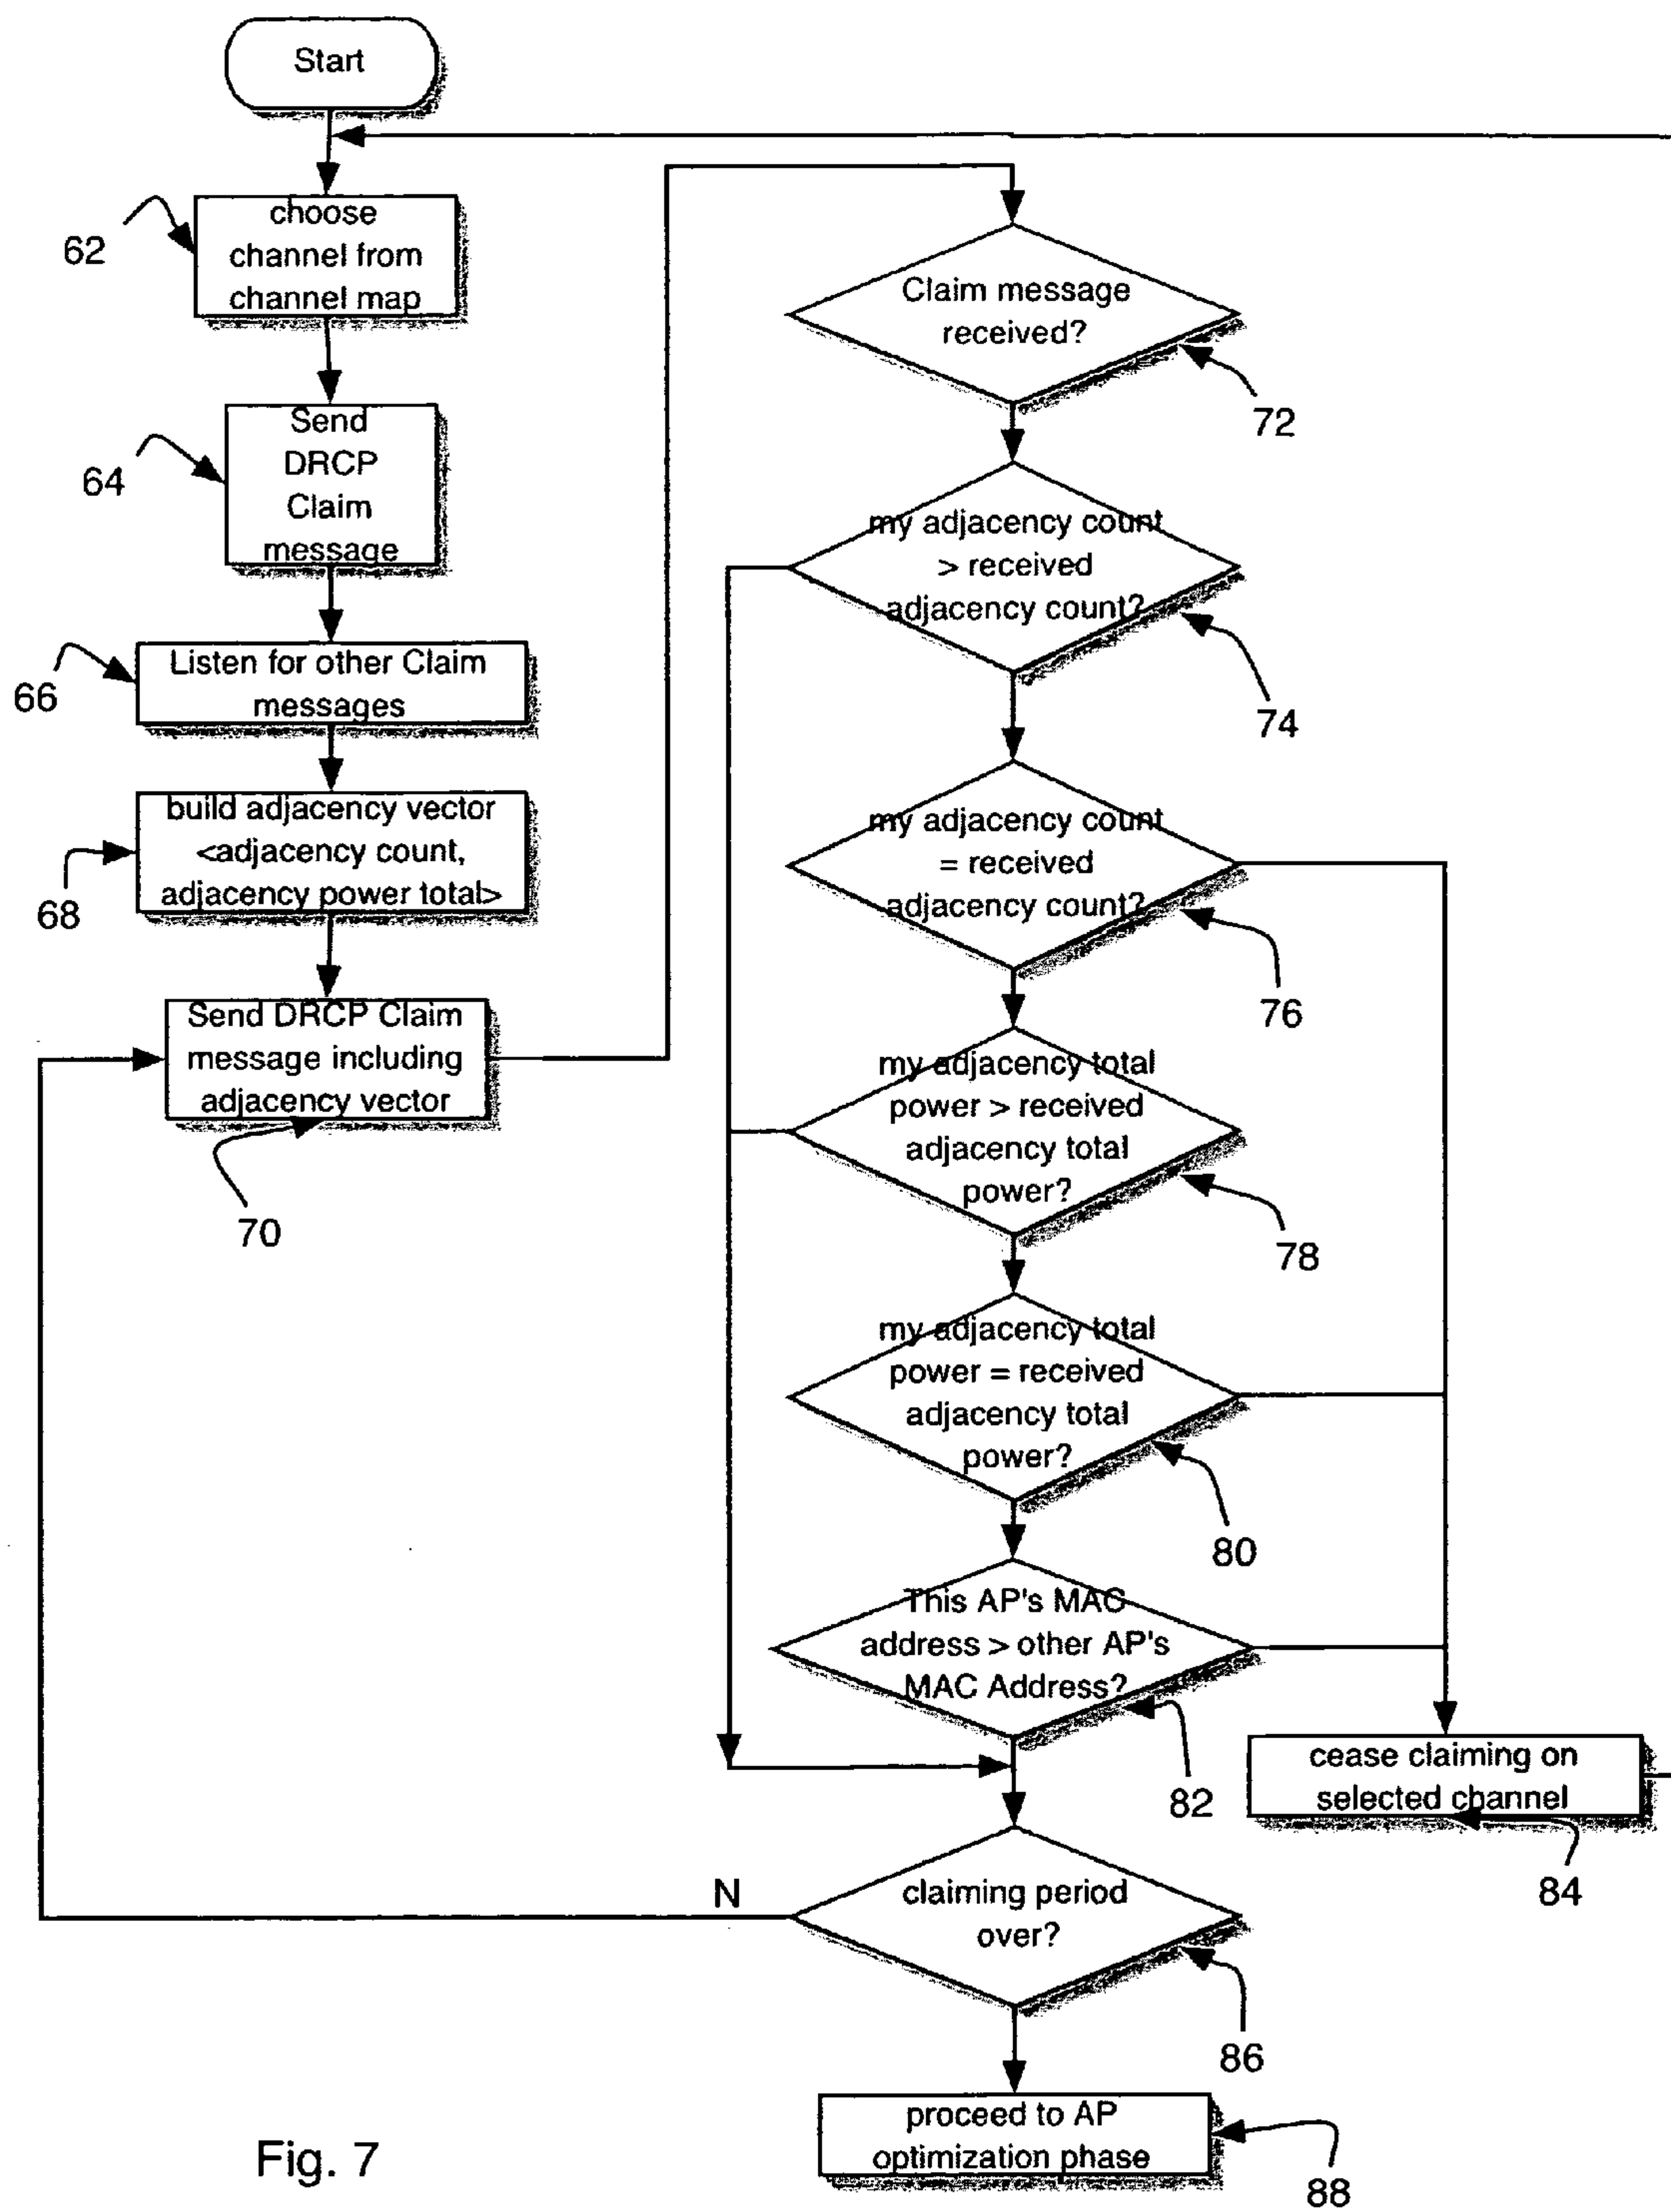 Start
choose
channel from
channel map
62
Send
DRCP
Claim
message
64
Listen for other Claim
messages
66
build adjacency vector
<adjacency count,
adjacency power total>
68
Send DRCP Claim
message including
adjacency vector
70
Claim message
received?
72
my adjacency count
> received
adjacency count?
74
my adjacency count
= received
adjacency count?
76
my adjacency total
power > received
adjacency total
power?
78
my adjacency total
power = received
adjacency total
power?
80
This AP's MAC
address > other AP's
MAC Address?
82
cease claiming on
selected channel
84
N
claiming period
over?
86
proceed to AP
optimization phase
88
Fig. 7